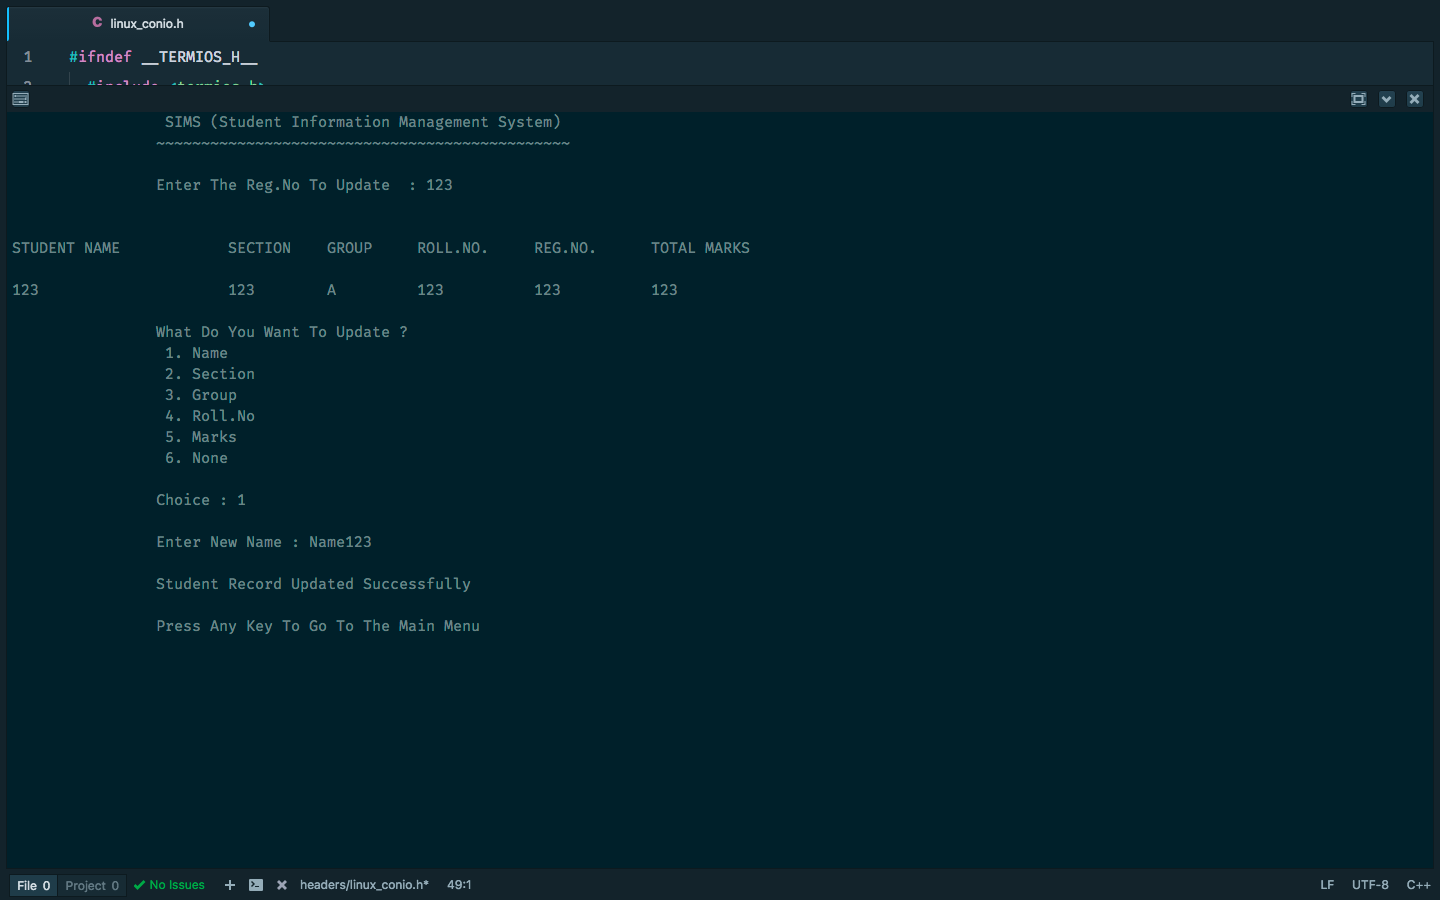 C linux_conio.h
1 #ifndef __TERMIOS_H__
#include <termios.h>
SIMS (Student Information Management System)
~~~~~~~~~~~~~~~~~~~~~~~~~~~~~~~~~~~~~~~~~~~~~~
Enter The Reg.No To Update : 123
STUDENT NAME SECTION GROUP ROLL.NO. REG.NO. TOTAL MARKS
123 123 A 123 123 123
What Do You Want To Update ?
1. Name
2. Section
3. Group
4. Roll.No
5. Marks
6. None
Choice : 1
Enter New Name : Name123
Student Record Updated Successfully
Press Any Key To Go To The Main Menu
File 0 Project 0 No Issues headers/linux_conio.h* 49:1 LF UTF-8 C++